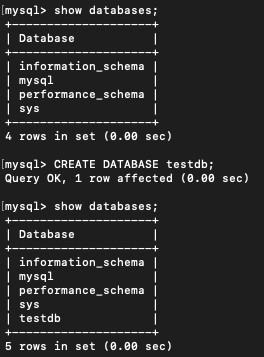 [mysql> show databases;
+--------------------+
| Database           |
+--------------------+
| information_schema |
| mysql              |
| performance_schema |
| sys                |
+--------------------+
4 rows in set (0.00 sec)
[mysql> CREATE DATABASE testdb;
Query OK, 1 row affected (0.00 sec)
[mysql> show databases;
+--------------------+
| Database           |
+--------------------+
| information_schema |
| mysql              |
| performance_schema |
| sys                |
| testdb             |
+--------------------+
5 rows in set (0.00 sec)